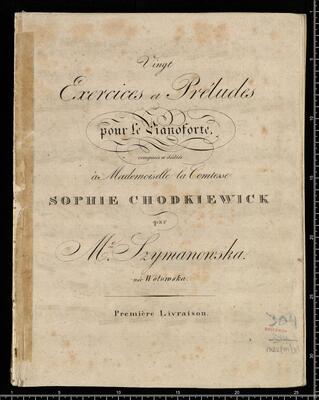 Vingt
Exercices et Préludes
pour le Pianoforte,
composés et dédiés
à Mademoiselle la Comtesse
SOPHIE CHODKIEWICK
par
Me. Szymanowska.
née Wolowska.
Première Livraison.